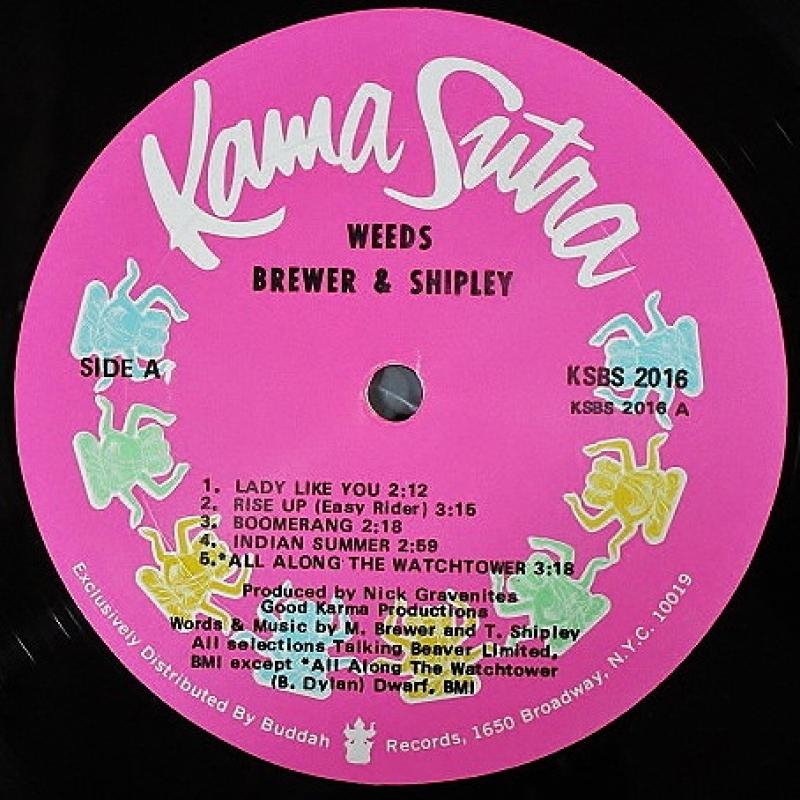 Kama Sutra
WEEDS
BREWER & SHIPLEY
SIDE A
KSBS 2016
KSBS 2016 A
1. LADY LIKE YOU 2:12
2. RISE UP (Easy Rider) 3:15
3. BOOMERANG 2:18
4. INDIAN SUMMER 2:59
5.*ALL ALONG THE WATCHTOWER 3:18
Produced by Nick Gravenites
Good Karma Productions
Words & Music by M. Brewer and T. Shipley
All selections Talking Beaver Limited,
BMI except *All Along The Watchtower
(B. Dylan) Dwarf, BMI
Exclusively Distributed By Buddah Records, 1650 Broadway, N.Y.C. 10019